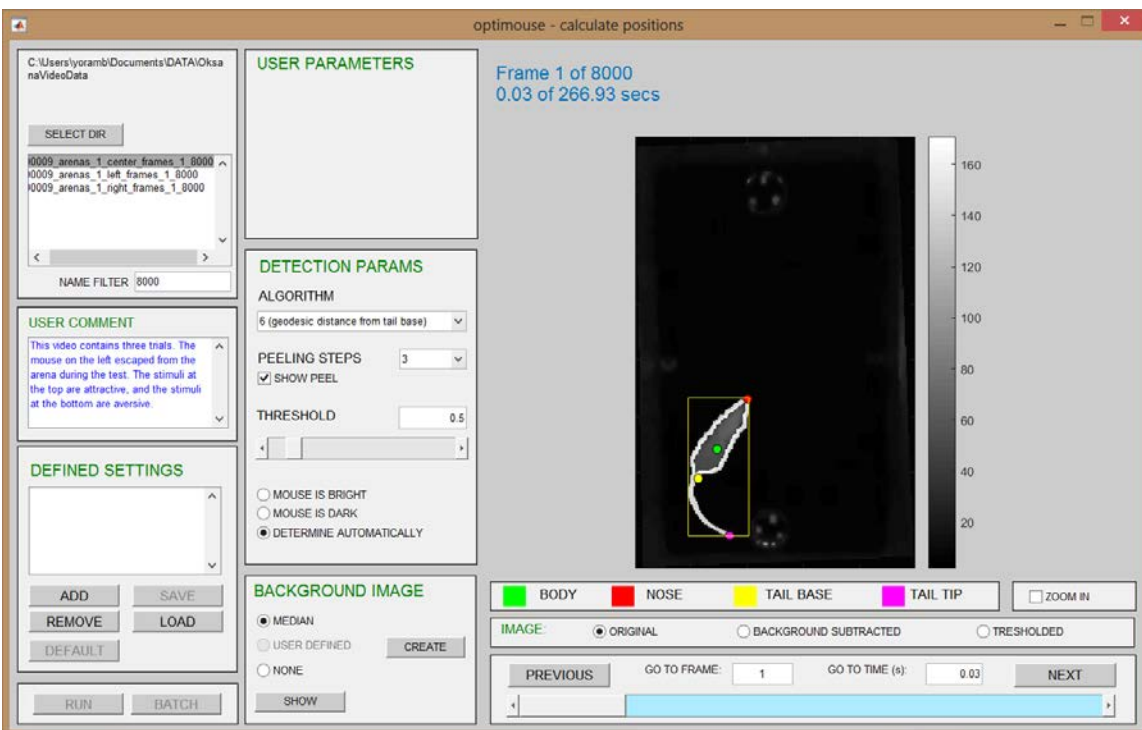 optimouse - calculate positions
C:\Users\yoramb\Documents\DATA\Oksa
naVideoData
SELECT DIR
0009_arenas_1_center_frames_1_8000
0009_arenas_1_left_frames_1_8000
0009_arenas_1_right_frames_1_8000
NAME FILTER 8000
USER COMMENT
This video contains three trials. The
mouse on the left escaped from the
arena during the test. The stimuli at
the top are attractive, and the stimuli
at the bottom are aversive.
DEFINED SETTINGS
ADD SAVE
REMOVE LOAD
DEFAULT
RUN BATCH
USER PARAMETERS
DETECTION PARAMS
ALGORITHM
6 (geodesic distance from tail base)
PEELING STEPS 3
SHOW PEEL
THRESHOLD 0.5
MOUSE IS BRIGHT
MOUSE IS DARK
DETERMINE AUTOMATICALLY
BACKGROUND IMAGE
MEDIAN
USER DEFINED CREATE
NONE
SHOW
Frame 1 of 8000
0.03 of 266.93 secs
160
140
120
100
80
60
40
20
BODY NOSE TAIL BASE TAIL TIP ZOOM IN
IMAGE: ORIGINAL BACKGROUND SUBTRACTED TRESHOLDED
PREVIOUS GO TO FRAME: 1 GO TO TIME (s): 0.03 NEXT